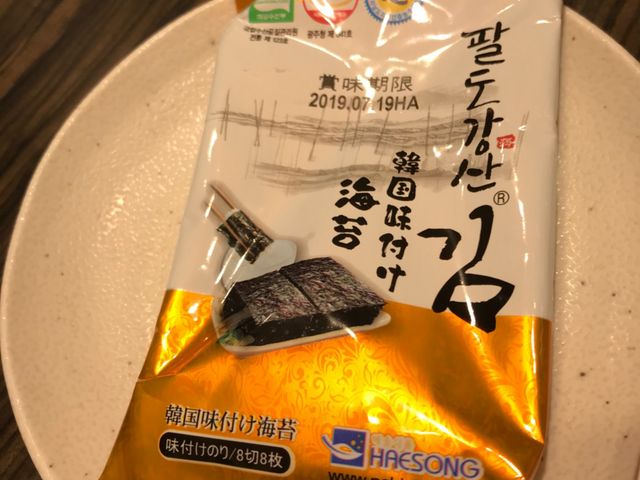 賞味期限
2019.07.19HA
팔도강산®
김
韓国味付け
海苔
韓国味付け海苔
味付けのり/8切8枚
HAESONG